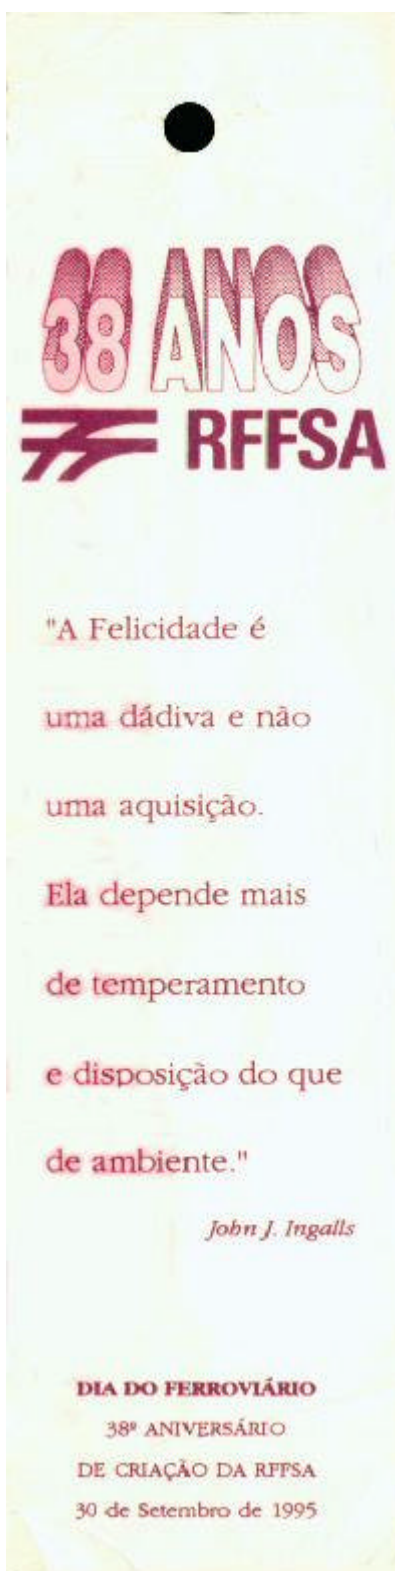 38 ANOS
RFFSA
"A Felicidade é
uma dádiva e não
uma aquisição.
Ela depende mais
de temperamento
e disposição do que
de ambiente."
John J. Ingalls
DIA DO FERROVIÁRIO
38º ANIVERSÁRIO
DE CRIAÇÃO DA RFFSA
30 de Setembro de 1995